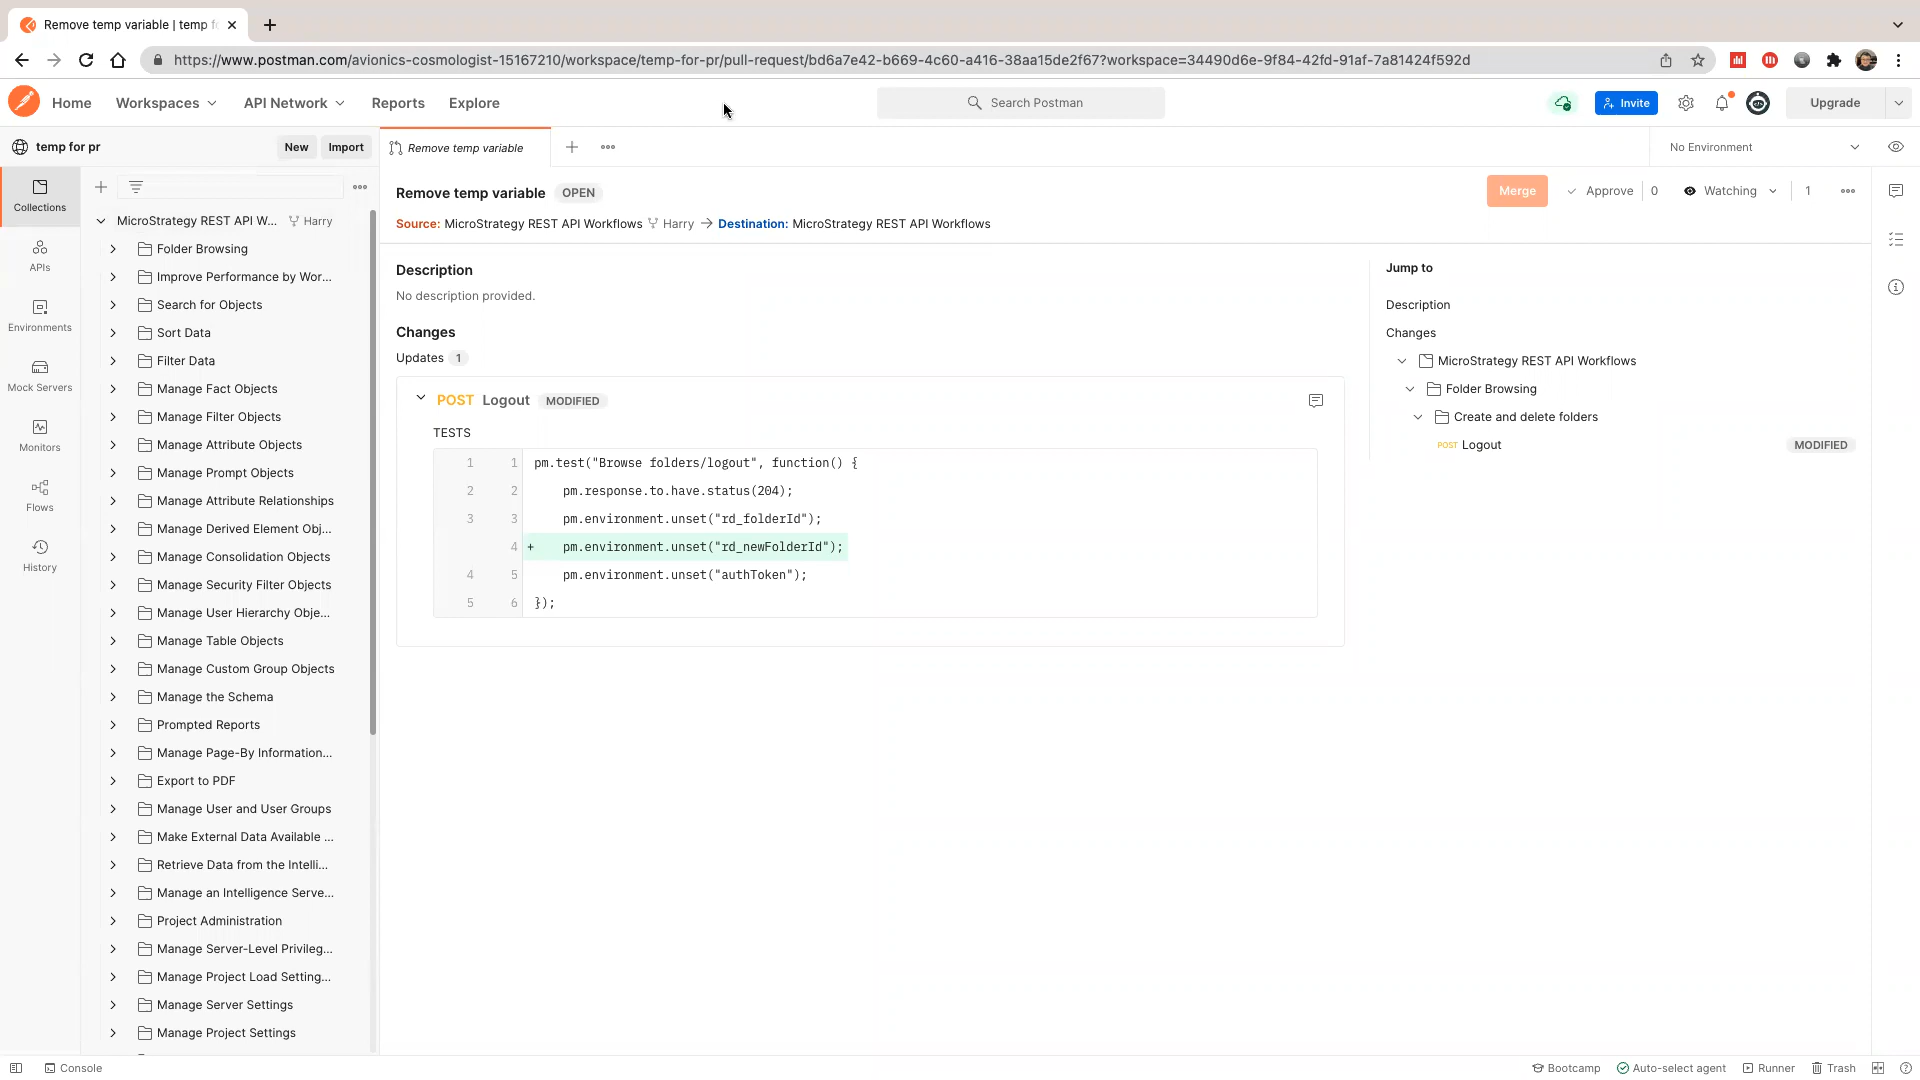 Remove temp variable | temp f
https://www.postman.com/avionics-cosmologist-15167210/workspace/temp-for-pr/pull-request/bd6a7e42-b669-4c60-a416-38aa15de2f67?workspace=34490d6e-9f84-42fd-91af-7a81424f592d
Home Workspaces API Network Reports Explore Search Postman Invite Upgrade
temp for pr New Import Remove temp variable No Environment
Collections
APIs
Environments
Mock Servers
Monitors
Flows
History
MicroStrategy REST API W... Harry
Folder Browsing
Improve Performance by Wor...
Search for Objects
Sort Data
Filter Data
Manage Fact Objects
Manage Filter Objects
Manage Attribute Objects
Manage Prompt Objects
Manage Attribute Relationships
Manage Derived Element Obj...
Manage Consolidation Objects
Manage Security Filter Objects
Manage User Hierarchy Obje...
Manage Table Objects
Manage Custom Group Objects
Manage the Schema
Prompted Reports
Manage Page-By Information...
Export to PDF
Manage User and User Groups
Make External Data Available ...
Retrieve Data from the Intelli...
Manage an Intelligence Serve...
Project Administration
Manage Server-Level Privileg...
Manage Project Load Setting...
Manage Server Settings
Manage Project Settings
Remove temp variable OPEN Merge Approve 0 Watching 1
Source: MicroStrategy REST API Workflows Harry → Destination: MicroStrategy REST API Workflows
Description
No description provided.
Changes
Updates 1
POST Logout MODIFIED
TESTS
1 1 pm.test("Browse folders/logout", function() {
2 2 pm.response.to.have.status(204);
3 3 pm.environment.unset("rd_folderId");
4 + pm.environment.unset("rd_newFolderId");
4 5 pm.environment.unset("authToken");
5 6 });
Jump to
Description
Changes
MicroStrategy REST API Workflows
Folder Browsing
Create and delete folders
POST Logout MODIFIED
Console Bootcamp Auto-select agent Runner Trash